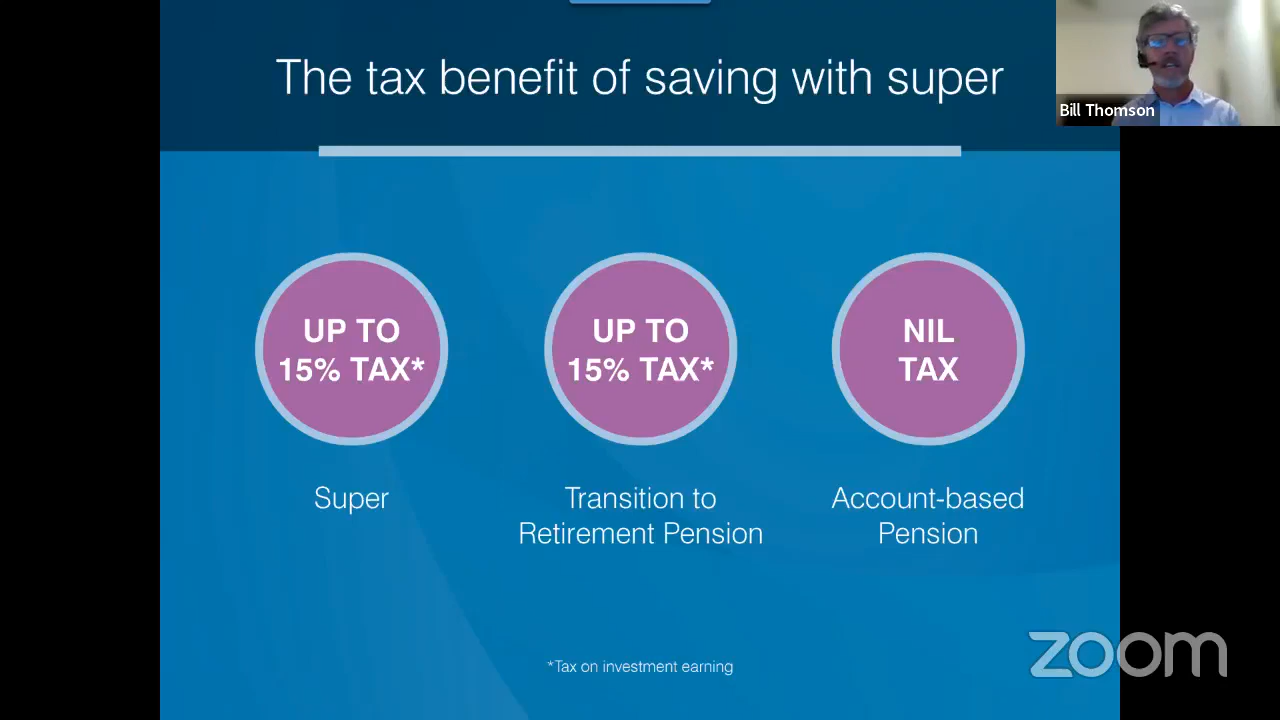 The tax benefit of saving with super
Bill Thomson
UP TO
15% TAX*
UP TO
15% TAX*
NIL
TAX
Super
Transition to
Retirement Pension
Account-based
Pension
*Tax on investment earning
zoom